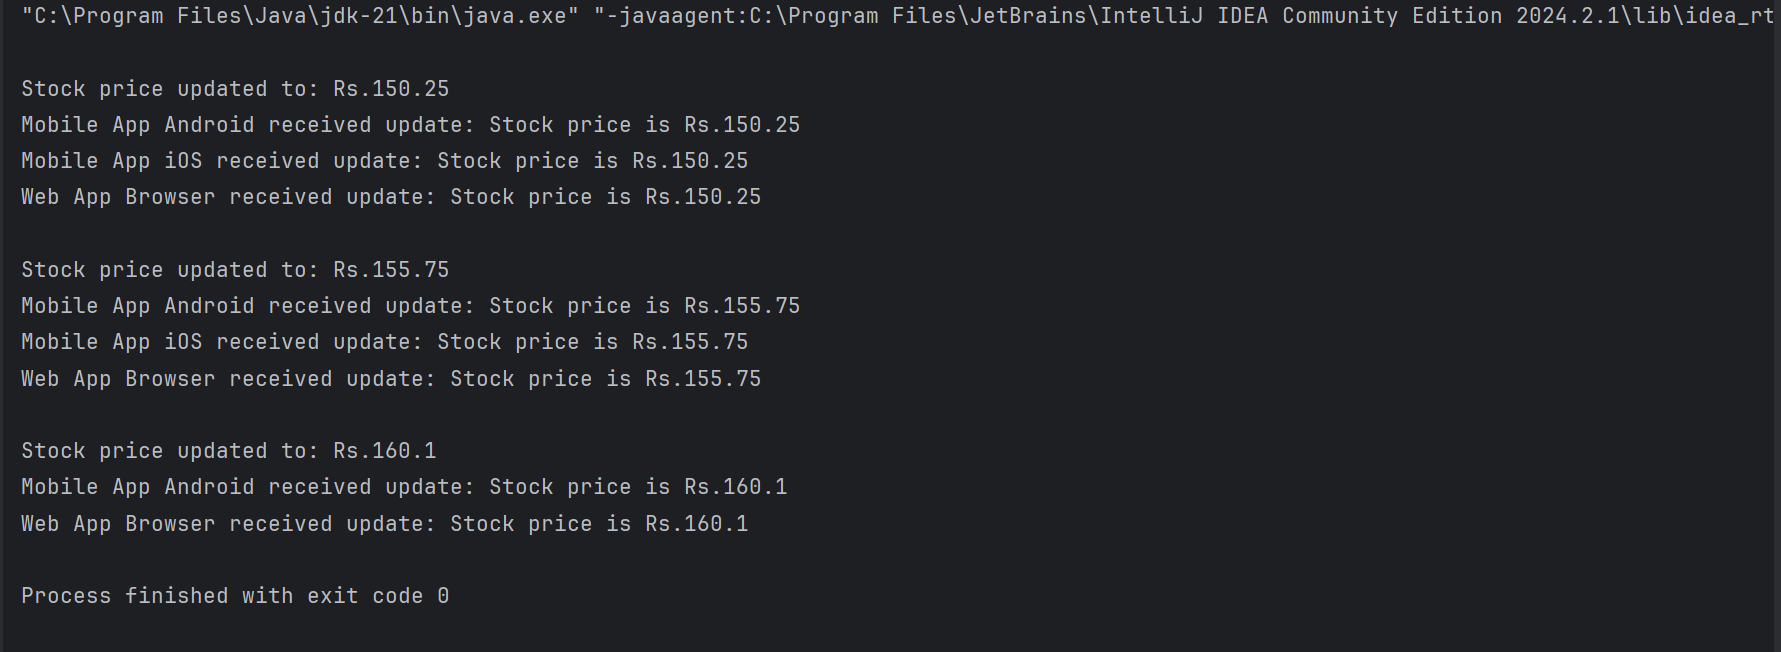 "C:\Program Files\Java\jdk-21\bin\java.exe" "-javaagent:C:\Program Files\JetBrains\IntelliJ IDEA Community Edition 2024.2.1\lib\idea_rt
Stock price updated to: Rs.150.25
Mobile App Android received update: Stock price is Rs.150.25
Mobile App iOS received update: Stock price is Rs.150.25
Web App Browser received update: Stock price is Rs.150.25
Stock price updated to: Rs.155.75
Mobile App Android received update: Stock price is Rs.155.75
Mobile App iOS received update: Stock price is Rs.155.75
Web App Browser received update: Stock price is Rs.155.75
Stock price updated to: Rs.160.1
Mobile App Android received update: Stock price is Rs.160.1
Web App Browser received update: Stock price is Rs.160.1
Process finished with exit code 0